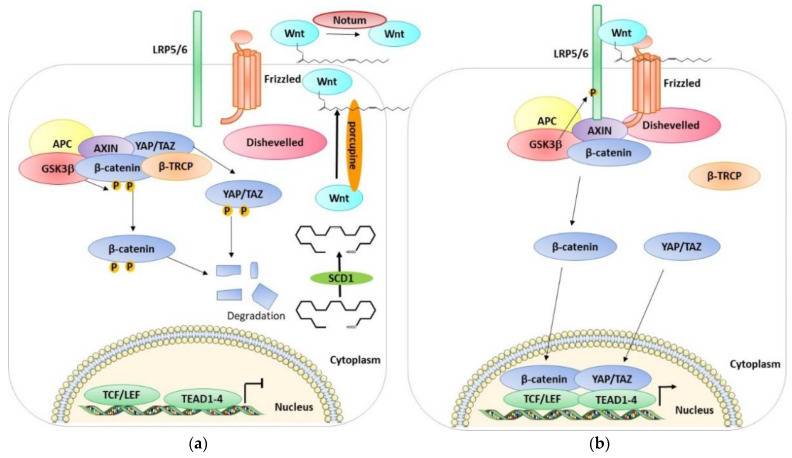 Notum
Wnt
Wnt
LRP5/6
Frizzled
Wnt
porcupine
Wnt
APC
AXIN
YAP/TAZ
GSK3β
β-catenin
β-TRCP
P P
Dishevelled
YAP/TAZ
P P
β-catenin
P P
Degradation
SCD1
Cytoplasm
TCF/LEF
TEAD1-4
Nucleus
(a)
Wnt
LRP5/6
Frizzled
P
APC
AXIN
Dishevelled
GSK3β
β-catenin
β-TRCP
β-catenin
YAP/TAZ
Cytoplasm
β-catenin
YAP/TAZ
TCF/LEF
TEAD1-4
Nucleus
(b)